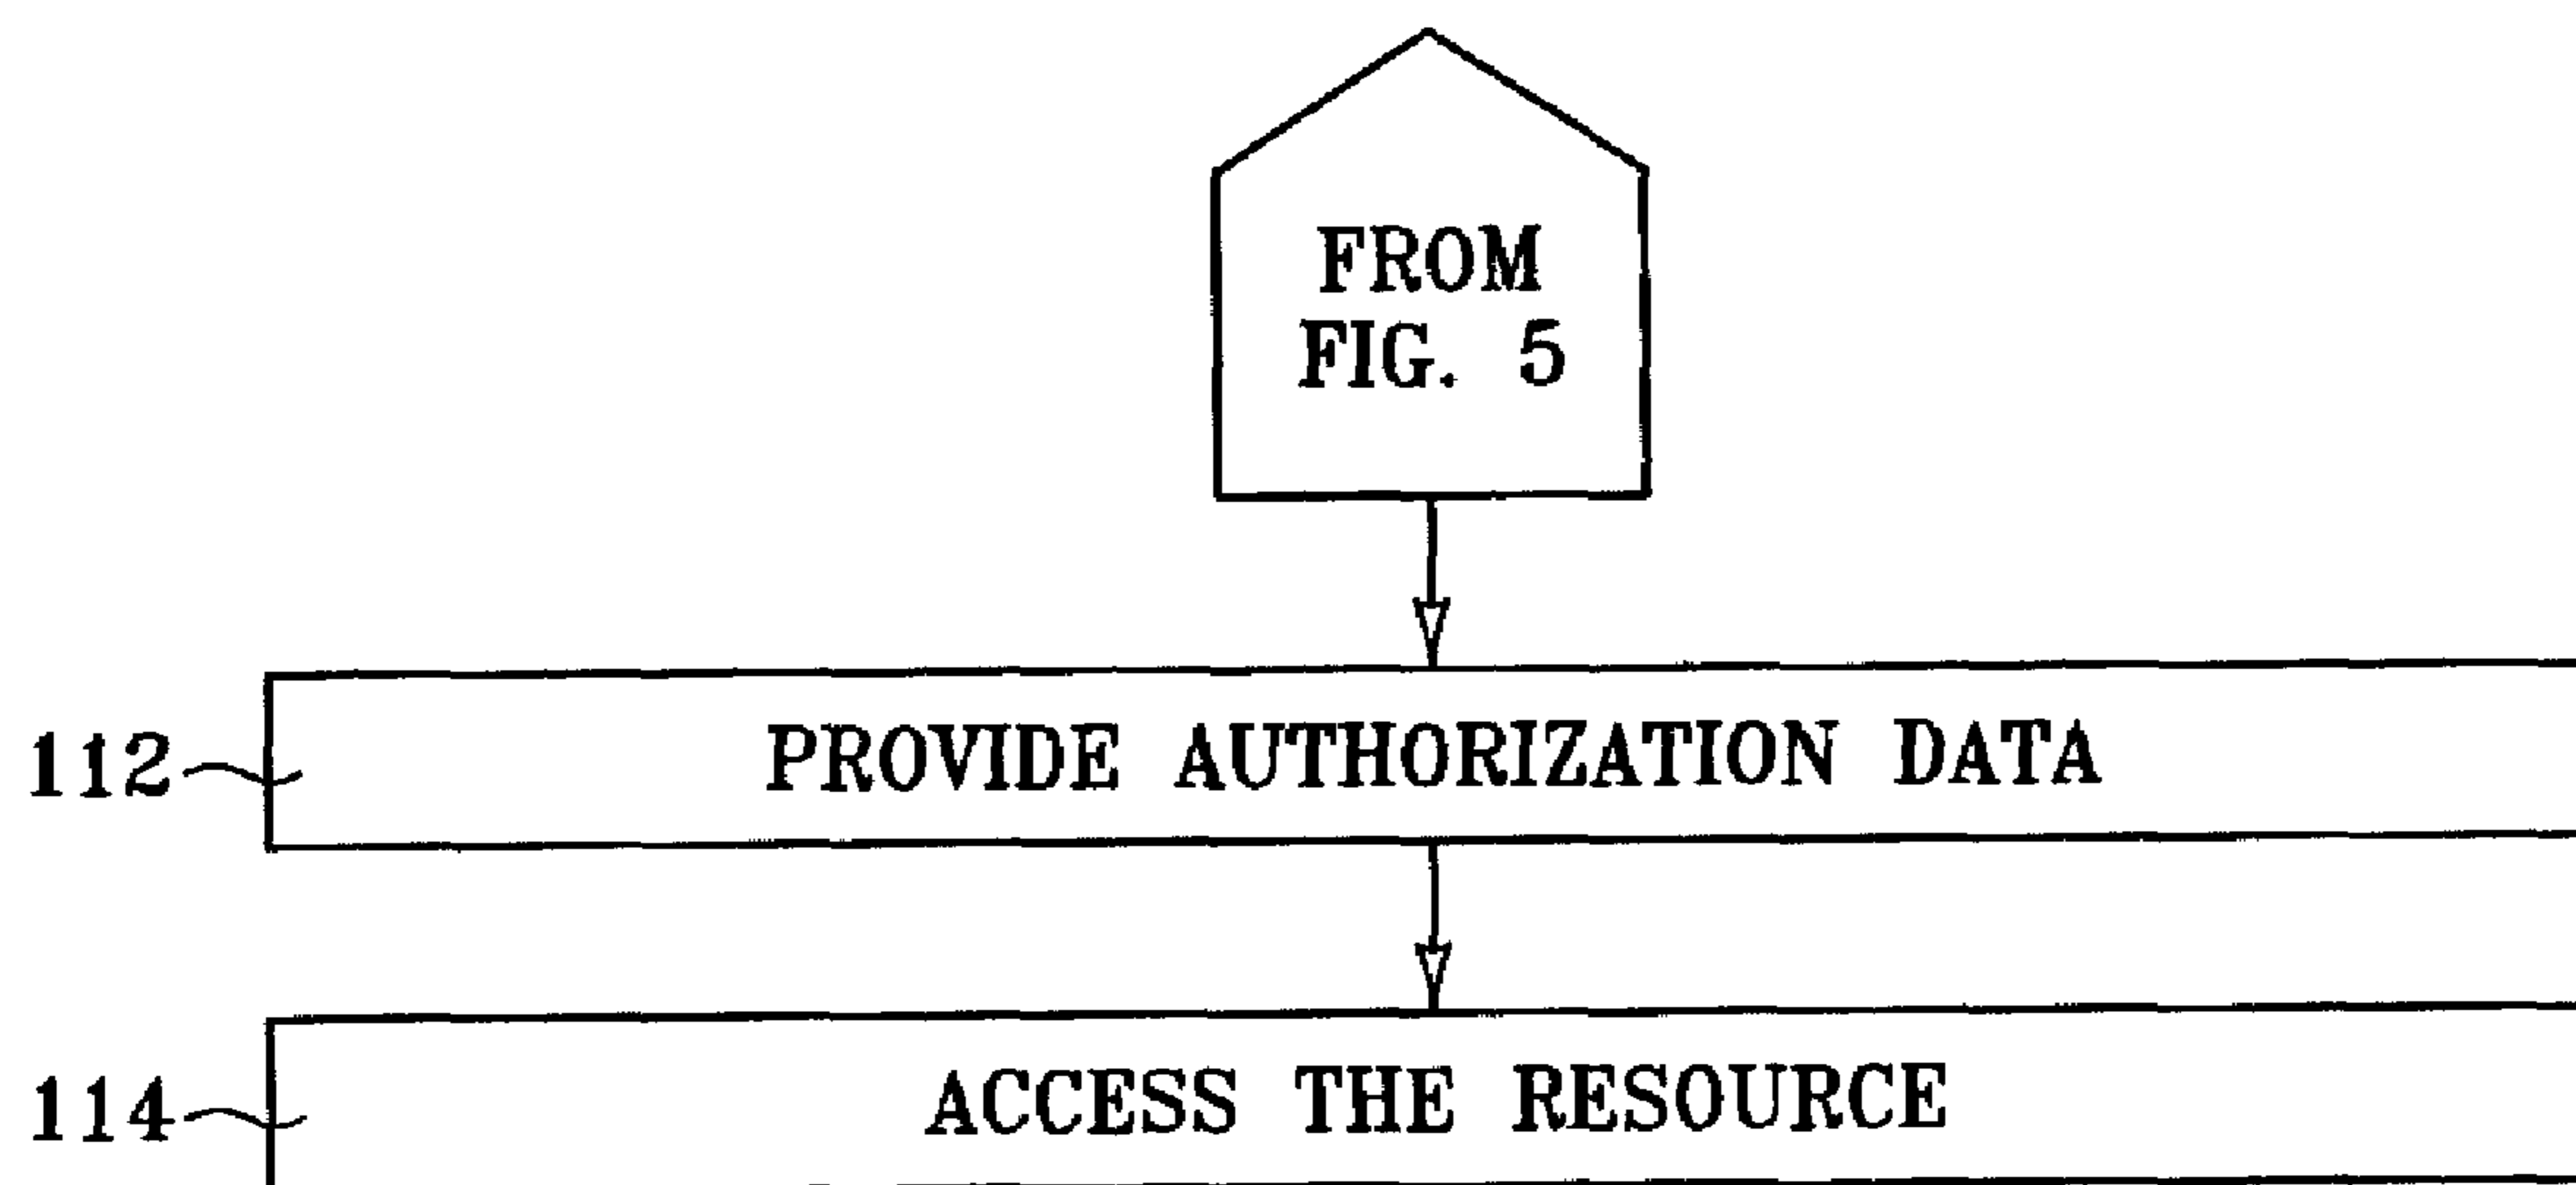 FROM
FIG. 5
112 PROVIDE AUTHORIZATION DATA
114 ACCESS THE RESOURCE